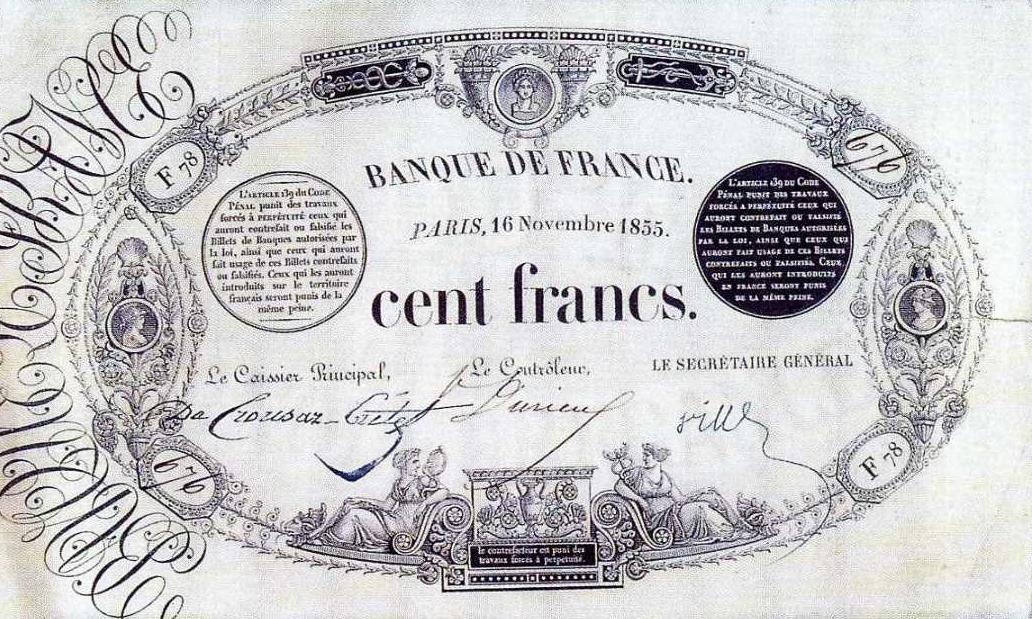 BANQUE DE FRANCE
F 78
676
BANQUE DE FRANCE.
PARIS, 16 Novembre 1855.
cent francs.
L'ARTICLE 139 du CODE
PÉNAL punit des travaux
forcés à PERPÉTUITÉ ceux qui
auront contrefait ou falsifié les
Billets de Banques autorisées par
la loi, ainsi que ceux qui auront
fait usage de ces Billets contrefaits
ou falsifiés. Ceux qui les auront
introduits sur le territoire
français seront punis de la
même peine.
L'ARTICLE 139 DU CODE
PÉNAL PUNIT DES TRAVAUX
FORCÉS A PERPÉTUITÉ CEUX QUI
AURONT CONTREFAIT OU FALSIFIÉ
LES BILLETS DE BANQUES AUTORISÉES
PAR LA LOI, AINSI QUE CEUX QUI
AURONT FAIT USAGE DE CES BILLETS
CONTREFAITS OU FALSIFIÉS. CEUX
QUI LES AURONT INTRODUITS
EN FRANCE SERONT PUNIS
DE LA MÊME PEINE.
Le Caissier Principal,
Le Contrôleur,
LE SECRÉTAIRE GÉNÉRAL
676
F 78
le contrefacteur est puni des
travaux forcés à perpétuité.